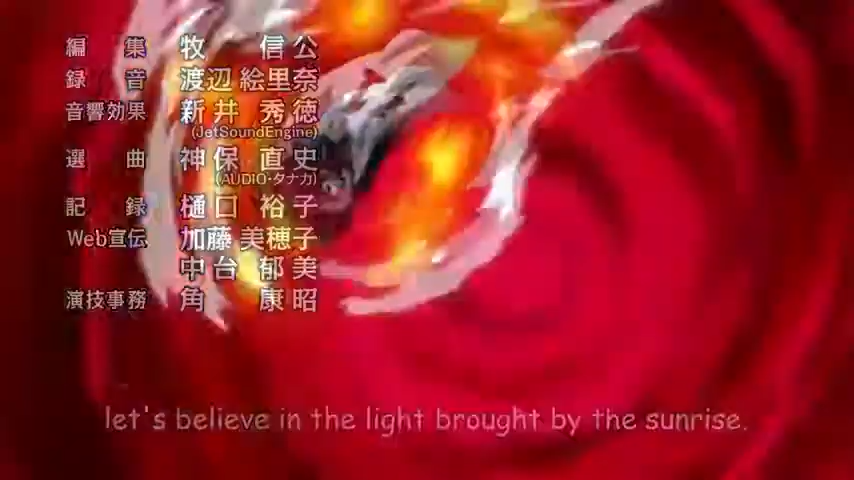 編集 牧 信公
録音 渡辺 絵里奈
音響効果 新井 秀徳
(JetSoundEngine)
選曲 神保 直史
(AUDIO・タナカ)
記録 樋口 裕子
Web宣伝 加藤 美穂子
中台 郁美
演技事務 角 康昭
let's believe in the light brought by the sunrise.